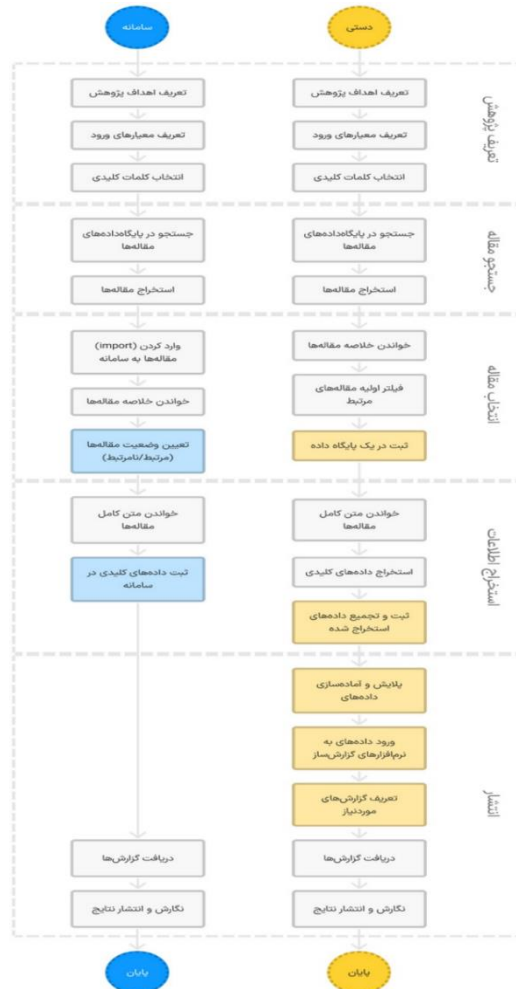 دستی
سامانه
تعریف پژوهش
تعریف اهداف پژوهش
تعریف اهداف پژوهش
تعریف معیارهای ورود
تعریف معیارهای ورود
انتخاب کلمات کلیدی
انتخاب کلمات کلیدی
جستجو مقاله
جستجو در پایگاه‌داده‌های
مقاله‌ها
جستجو در پایگاه‌داده‌های
مقاله‌ها
استخراج مقاله‌ها
استخراج مقاله‌ها
انتخاب مقاله
خواندن خلاصه مقاله‌ها
وارد کردن (import)
مقاله‌ها به سامانه
فیلتر اولیه مقاله‌های
مرتبط
خواندن خلاصه مقاله‌ها
ثبت در یک پایگاه داده
تعیین وضعیت مقاله‌ها
(مرتبط/نامرتبط)
استخراج اطلاعات
خواندن متن کامل
مقاله‌ها
خواندن متن کامل
مقاله‌ها
استخراج داده‌های کلیدی
ثبت داده‌های کلیدی در
سامانه
ثبت و تجمیع داده‌های
استخراج شده
انتشار
پلایش و آماده‌سازی
داده‌های
ورود داده‌های به
نرم‌افزارهای گزارش‌ساز
تعریف گزارش‌های
موردنیاز
دریافت گزارش‌ها
دریافت گزارش‌ها
نگارش و انتشار نتایج
نگارش و انتشار نتایج
پایان
پایان